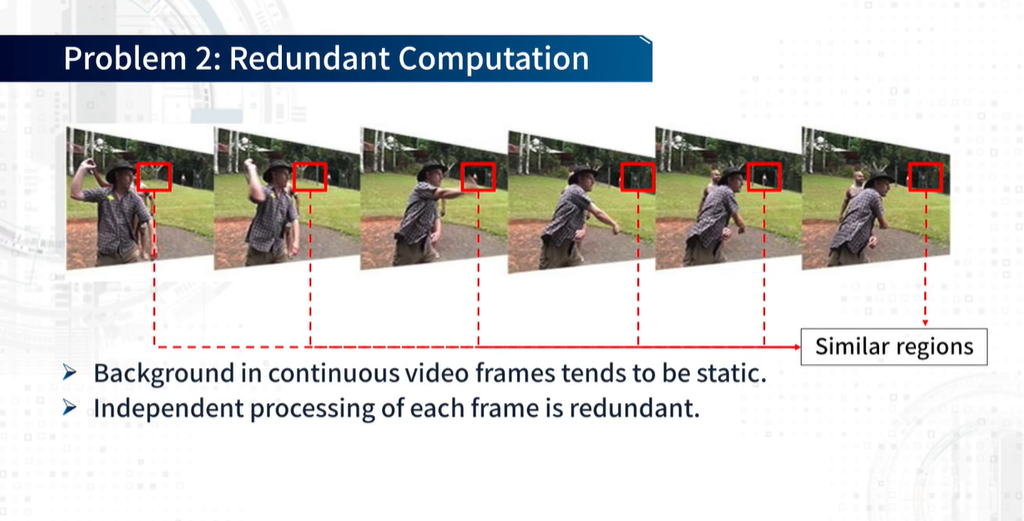 Problem 2: Redundant Computation
Similar regions
Background in continuous video frames tends to be static.
Independent processing of each frame is redundant.